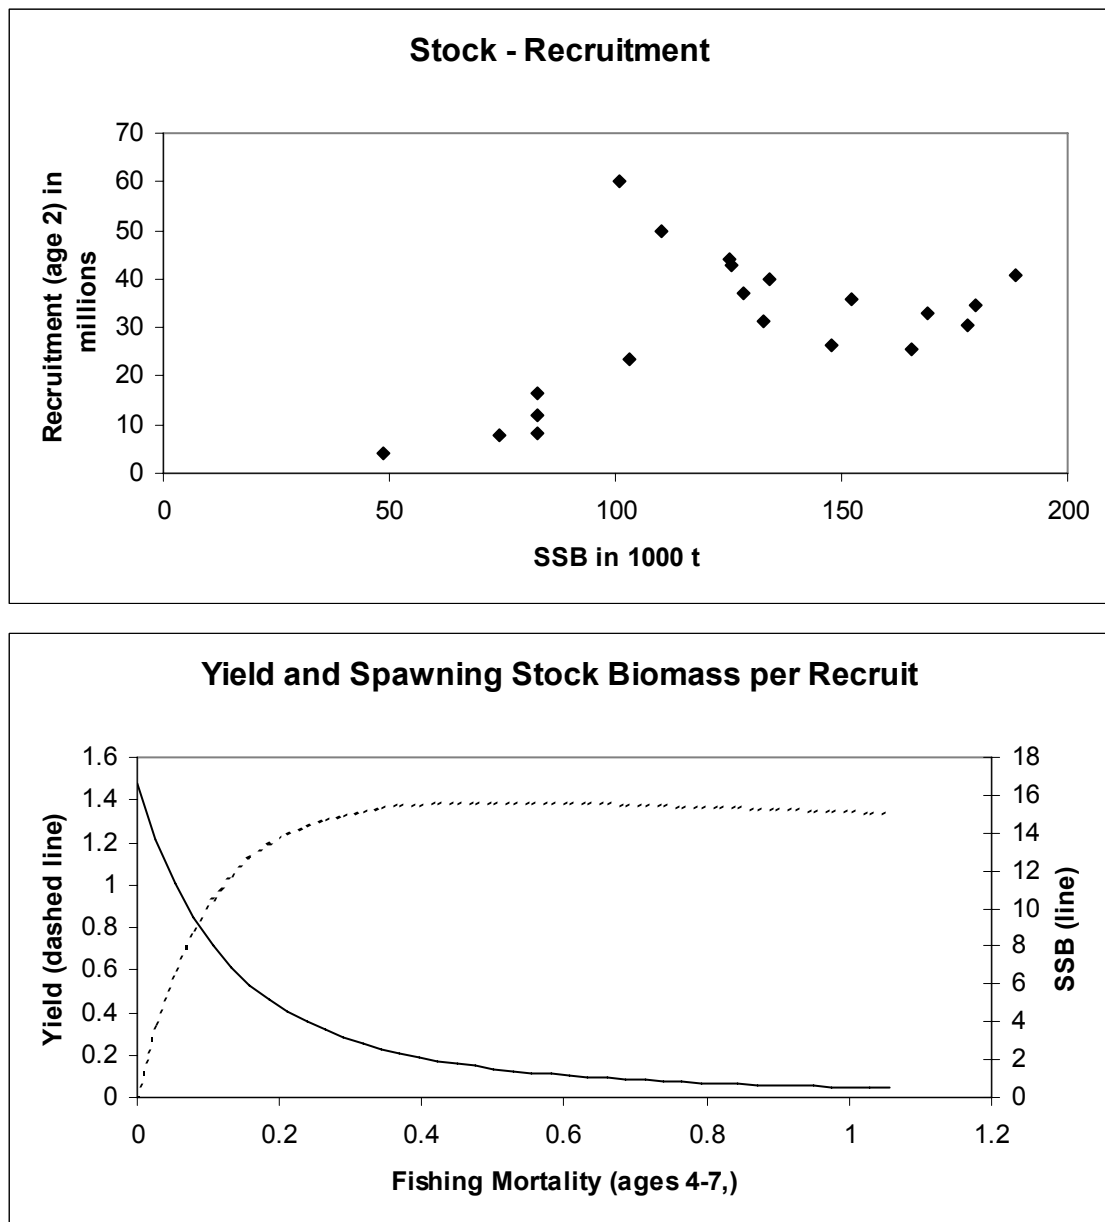 Stock - Recruitment
Recruitment (age 2) in
millions
70
60
50
40
30
20
10
0
0 50 100 150 200
SSB in 1000 t
Yield and Spawning Stock Biomass per Recruit
Yield (dashed line)
1.6
1.4
1.2
1
0.8
0.6
0.4
0.2
0
18
16
14
12
10
8
6
4
2
0
SSB (line)
0 0.2 0.4 0.6 0.8 1 1.2
Fishing Mortality (ages 4-7,)